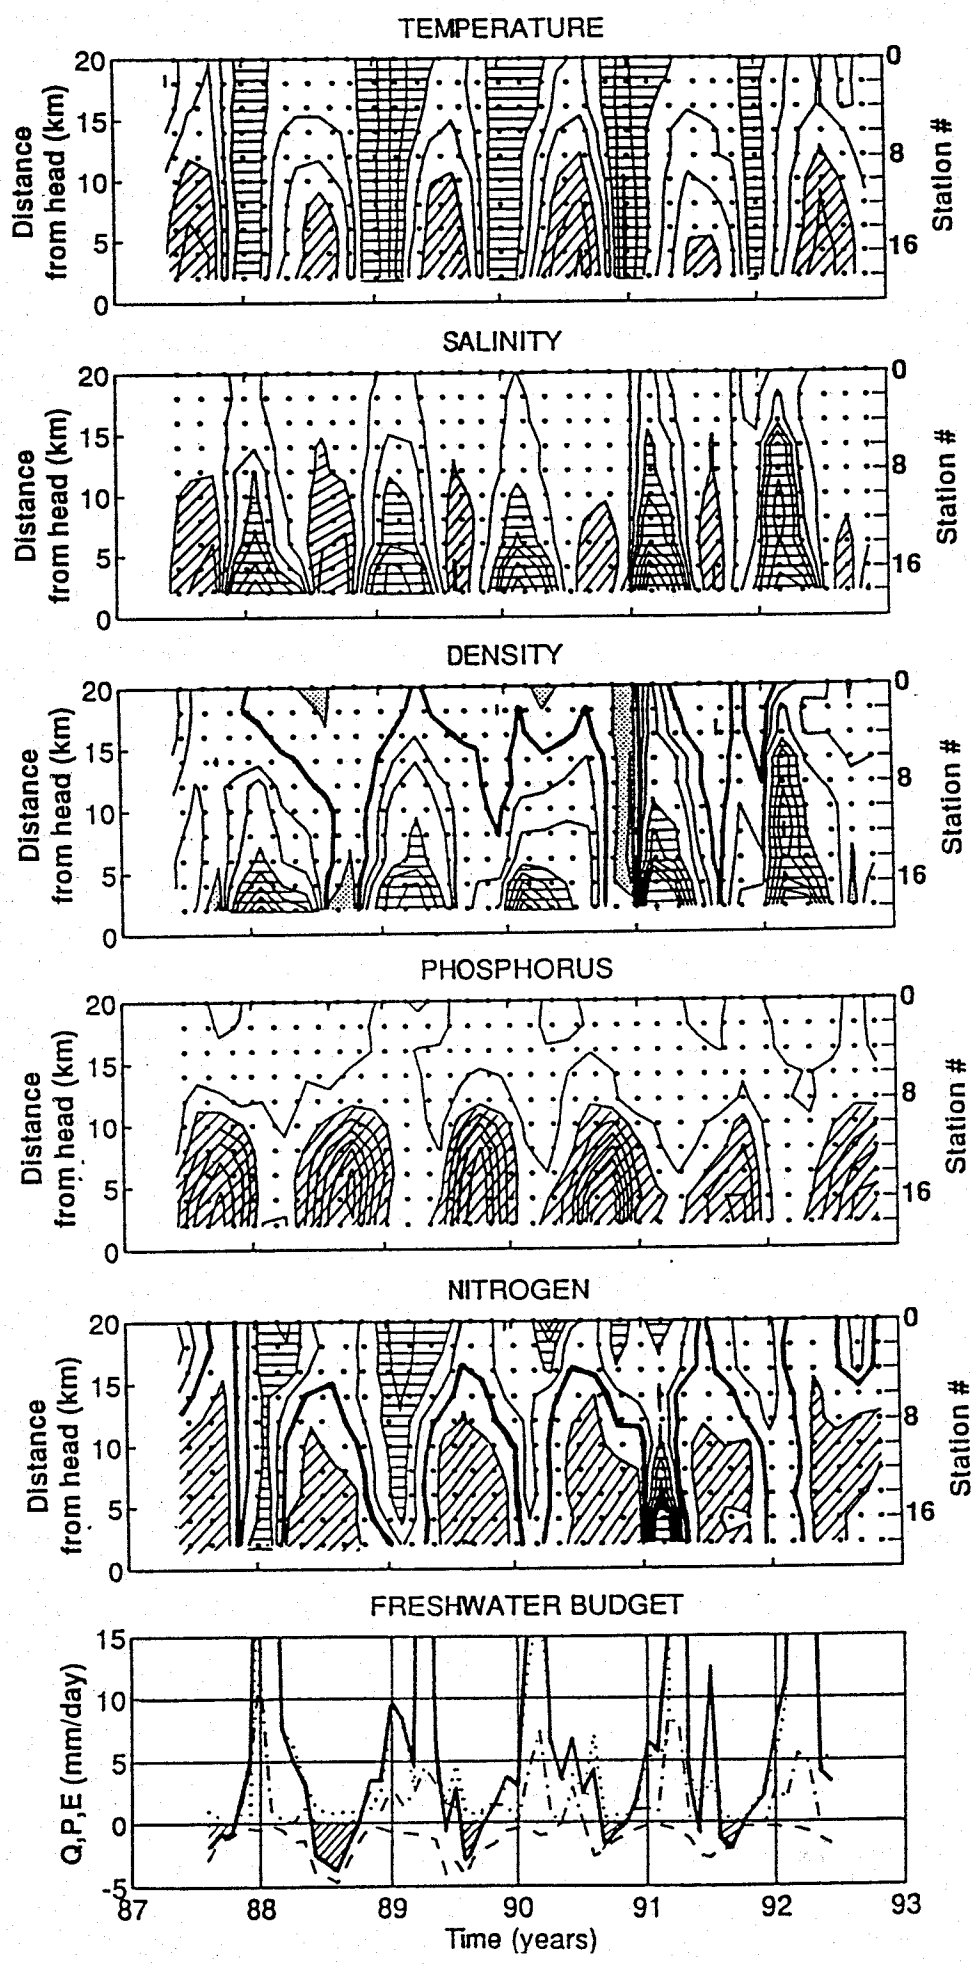 TEMPERATURE
20
15
10
5
0
Distance
from head (km)
0
8
16
Station #
SALINITY
20
15
10
5
0
Distance
from head (km)
0
8
16
Station #
DENSITY
20
15
10
5
0
Distance
from head (km)
0
8
16
Station #
PHOSPHORUS
20
15
10
5
0
Distance
from head (km)
0
8
16
Station #
NITROGEN
20
15
10
5
0
Distance
from head (km)
0
8
16
Station #
FRESHWATER BUDGET
15
10
5
0
-5
Q,P,E (mm/day)
87 88 89 90 91 92 93
Time (years)